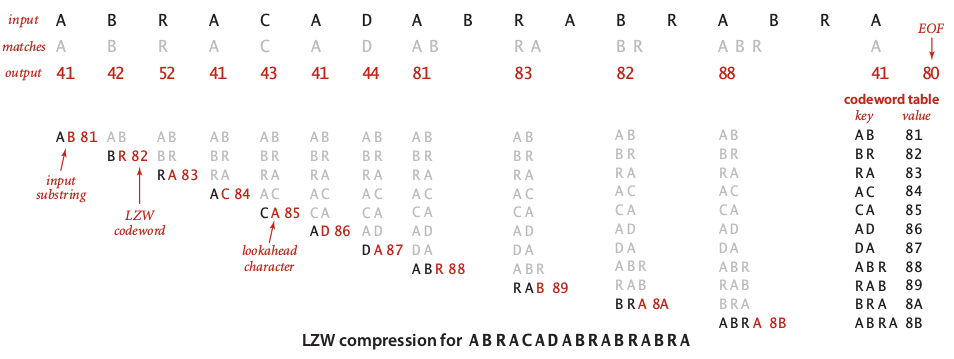 input A B R A C A D A B R A B R A B R A
EOF
matches A B R A C A D A B R A B R A B R A
output 41 42 52 41 43 41 44 81 83 82 88 41 80
codeword table
key value
AB 81 AB AB AB AB AB AB AB AB AB AB AB 81
BR 82 BR BR BR BR BR BR BR BR BR BR 82
input substring
RA 83 RA RA RA RA RA RA RA RA RA 83
AC 84 AC AC AC AC AC AC AC AC 84
LZW codeword
CA 85 CA CA CA CA CA CA CA 85
AD 86 AD AD AD AD AD AD 86
lookahead character
DA 87 DA DA DA DA DA 87
ABR 88 ABR ABR ABR ABR 88
RAB 89 RAB RAB RAB 89
BRA 8A BRA BRA 8A
ABRA 8B ABRA 8B
LZW compression for A B R A C A D A B R A B R A B R A